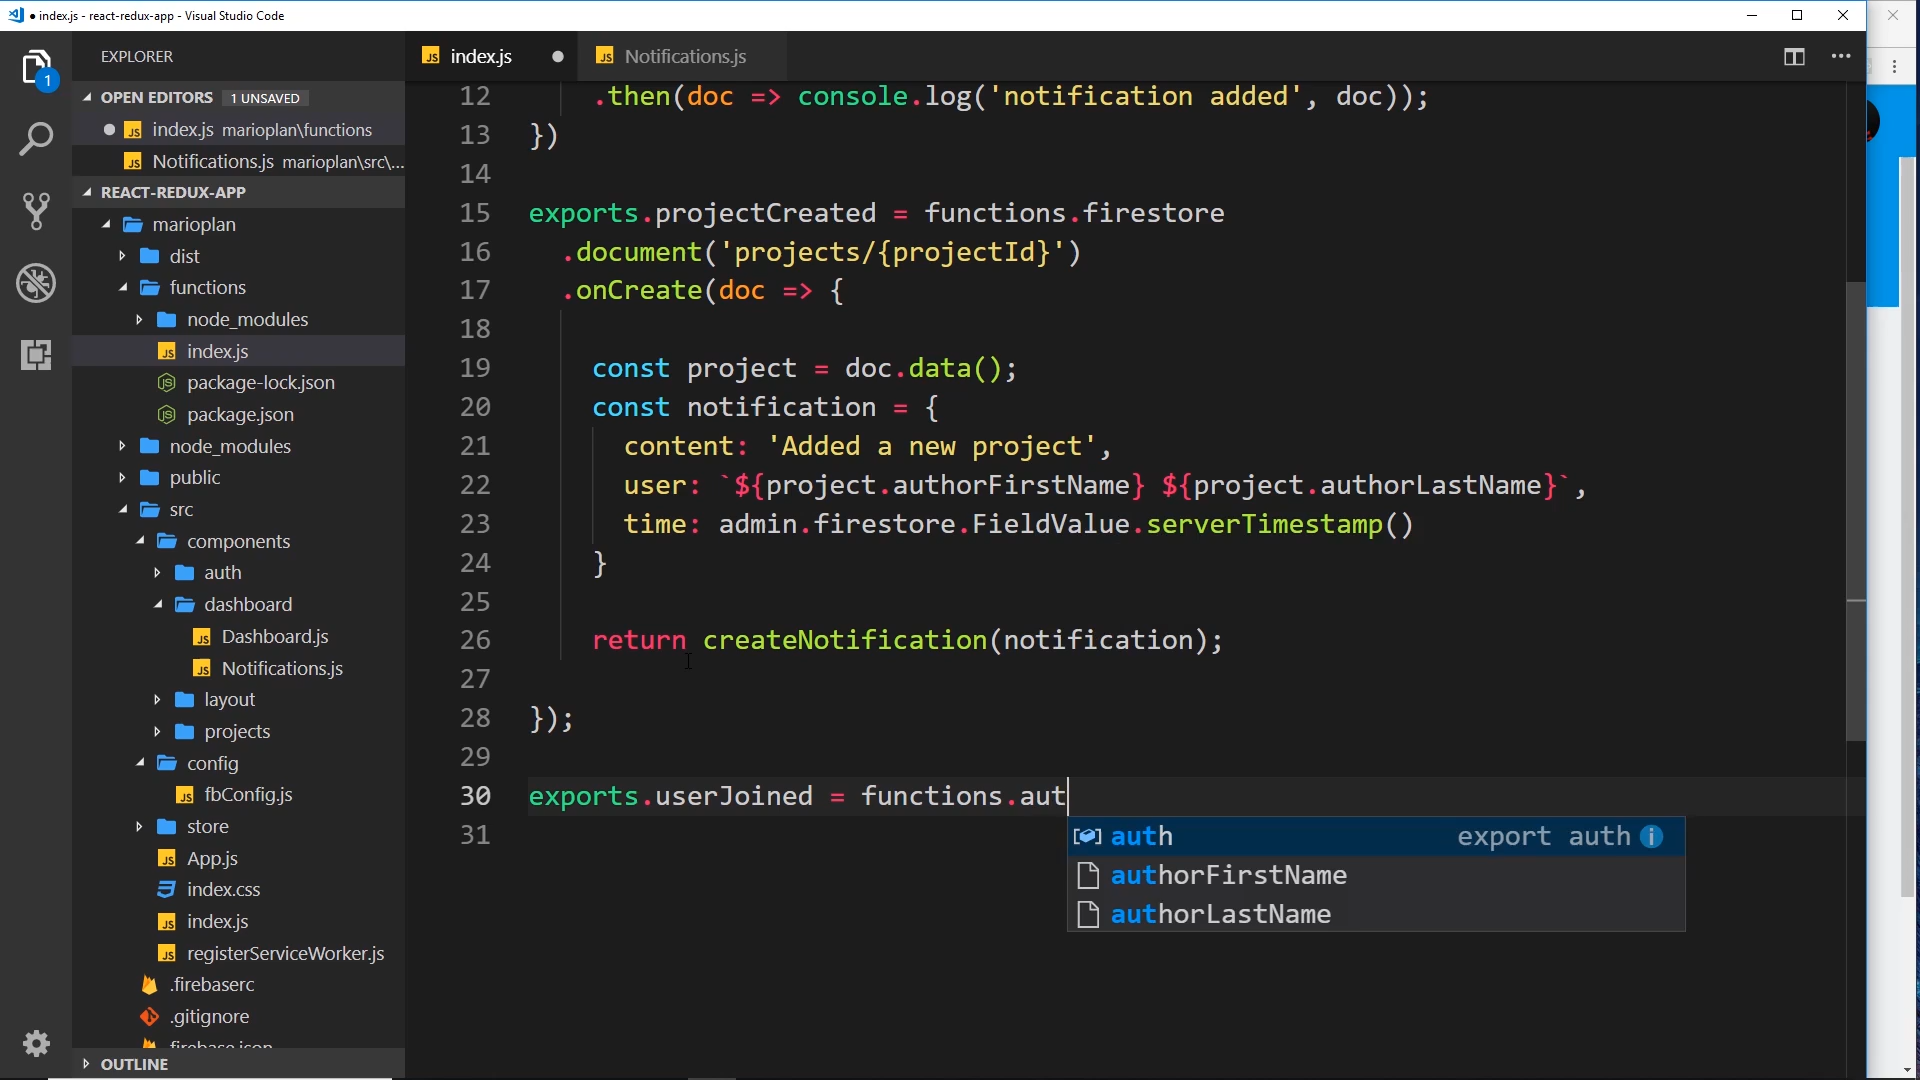 index.js - react-redux-app - Visual Studio Code
EXPLORER
OPEN EDITORS 1 UNSAVED
index.js marioplan\functions
Notifications.js marioplan\src\...
REACT-REDUX-APP
marioplan
dist
functions
node_modules
index.js
package-lock.json
package.json
node_modules
public
src
components
auth
dashboard
Dashboard.js
Notifications.js
layout
projects
config
fbConfig.js
store
App.js
index.css
index.js
registerServiceWorker.js
.firebaserc
.gitignore
firebase.json
OUTLINE
1
JS index.js
JS Notifications.js
12 .then(doc => console.log('notification added', doc));
13 })
14
15 exports.projectCreated = functions.firestore
16 .document('projects/{projectId}')
17 .onCreate(doc => {
18
19 const project = doc.data();
20 const notification = {
21 content: 'Added a new project',
22 user: `${project.authorFirstName} ${project.authorLastName}`,
23 time: admin.firestore.FieldValue.serverTimestamp()
24 }
25
26 return createNotification(notification);
27
28 });
29
30 exports.userJoined = functions.aut
31
auth export auth
authorFirstName
authorLastName